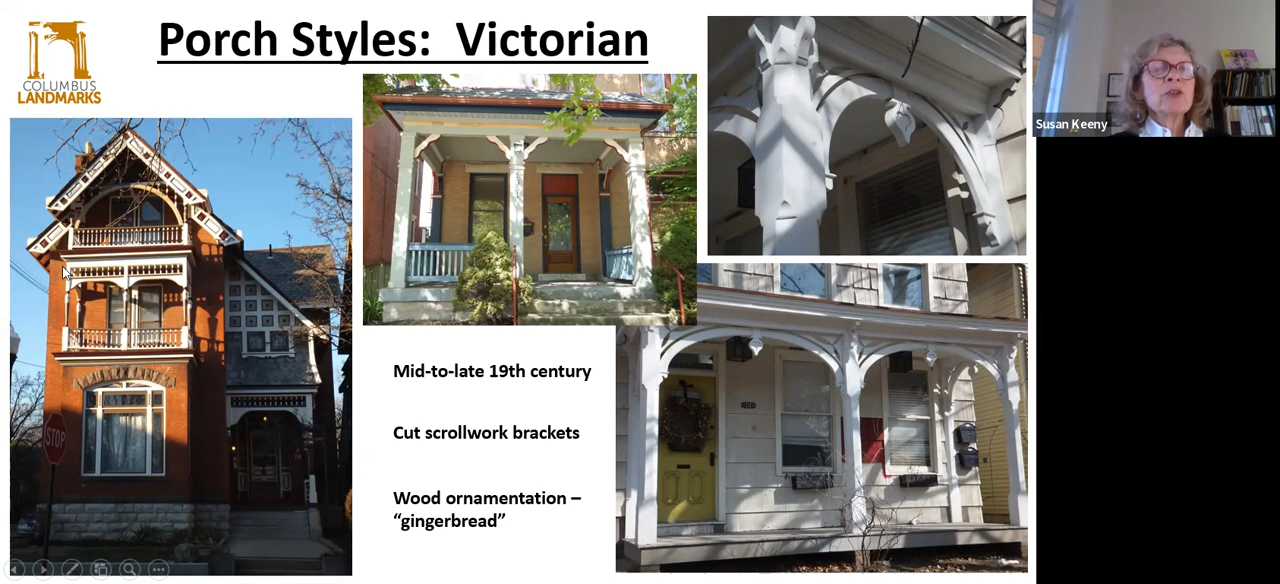 COLUMBUS
LANDMARKS
Porch Styles:  Victorian
Susan Keeny
STOP
Mid-to-late 19th century
Cut scrollwork brackets
Wood ornamentation –
“gingerbread”